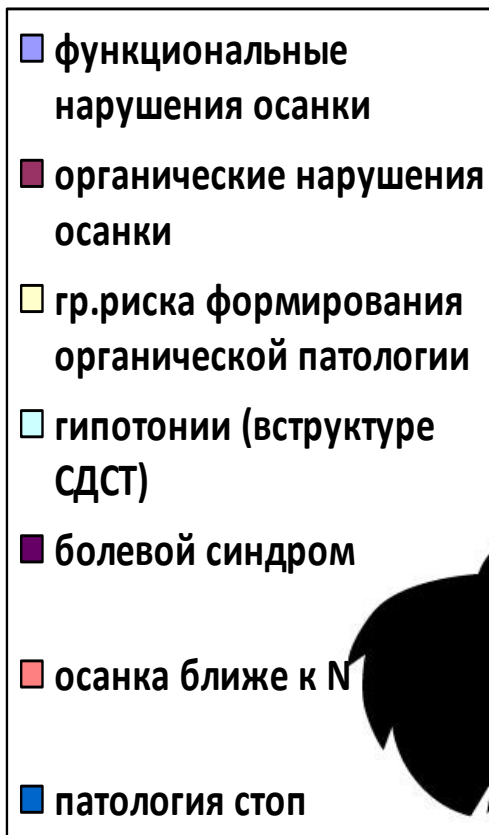 функциональные
нарушения осанки
органические нарушения
осанки
гр.риска формирования
органической патологии
гипотонии (вструктуре
СДСТ)
болевой синдром
осанка ближе к N
патология стоп